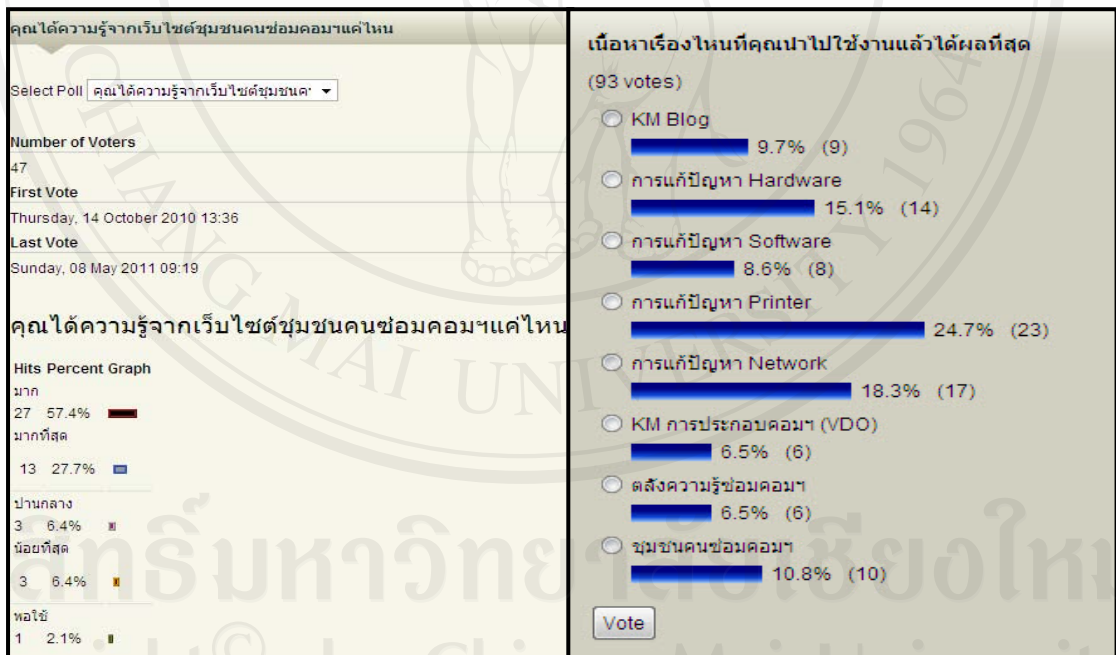 คุณได้ความรู้จากเว็บไซต์ชุมชนคนซ่อมคอมฯแค่ไหน
Select Poll คุณได้ความรู้จากเว็บไซต์ชุมชนค
Number of Voters
47
First Vote
Thursday, 14 October 2010 13:36
Last Vote
Sunday, 08 May 2011 09:19
คุณได้ความรู้จากเว็บไซต์ชุมชนคนซ่อมคอมฯแค่ไหน
Hits Percent Graph
มาก
27 57.4%
มากที่สุด
13 27.7%
ปานกลาง
3 6.4%
น้อยที่สุด
3 6.4%
พอใช้
1 2.1%
เนื้อหาเรื่องไหนที่คุณนำไปใช้งานแล้วได้ผลที่สุด
(93 votes)
KM Blog
9.7% (9)
การแก้ปัญหา Hardware
15.1% (14)
การแก้ปัญหา Software
8.6% (8)
การแก้ปัญหา Printer
24.7% (23)
การแก้ปัญหา Network
18.3% (17)
KM การประกอบคอมฯ (VDO)
6.5% (6)
คลังความรู้ซ่อมคอมฯ
6.5% (6)
ชุมชนคนซ่อมคอมฯ
10.8% (10)
Vote
CHIANG MAI UNIVERSITY 1964